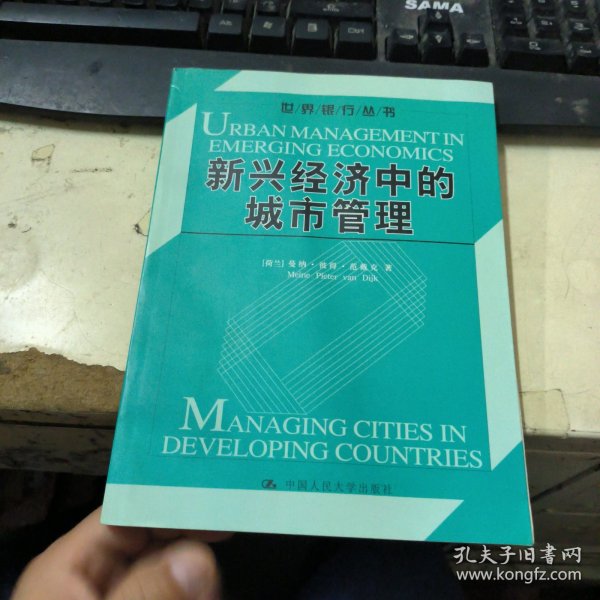 SAMA
世/界/银/行/丛/书
URBAN MANAGEMENT IN
EMERGING ECONOMICS
新兴经济中的
城市管理
[荷兰] 曼纳·彼得·范戴克 著
Meine Pieter van Dijk
MANAGING CITIES IN
DEVELOPING COUNTRIES
中国人民大学出版社
孔夫子旧书网
www.kongfz.com